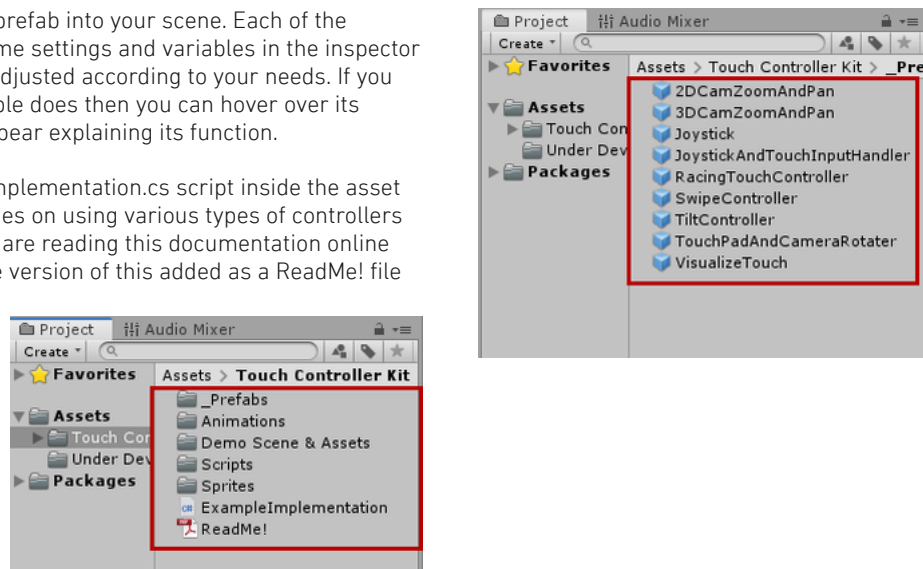 prefab into your scene. Each of the
me settings and variables in the inspector
djusted according to your needs. If you
ble does then you can hover over its
pear explaining its function.
mplementation.cs script inside the asset
es on using various types of controllers
are reading this documentation online
e version of this added as a ReadMe! file
Project Audio Mixer
Create
Favorites
Assets > Touch Controller Kit > _Pre
Assets
Touch Con
Under Dev
Packages
2DCamZoomAndPan
3DCamZoomAndPan
Joystick
JoystickAndTouchInputHandler
RacingTouchController
SwipeController
TiltController
TouchPadAndCameraRotater
VisualizeTouch
Project Audio Mixer
Create
Favorites
Assets > Touch Controller Kit
Assets
Touch Cor
Under Dev
Packages
_Prefabs
Animations
Demo Scene & Assets
Scripts
Sprites
C# ExampleImplementation
PDF ReadMe!